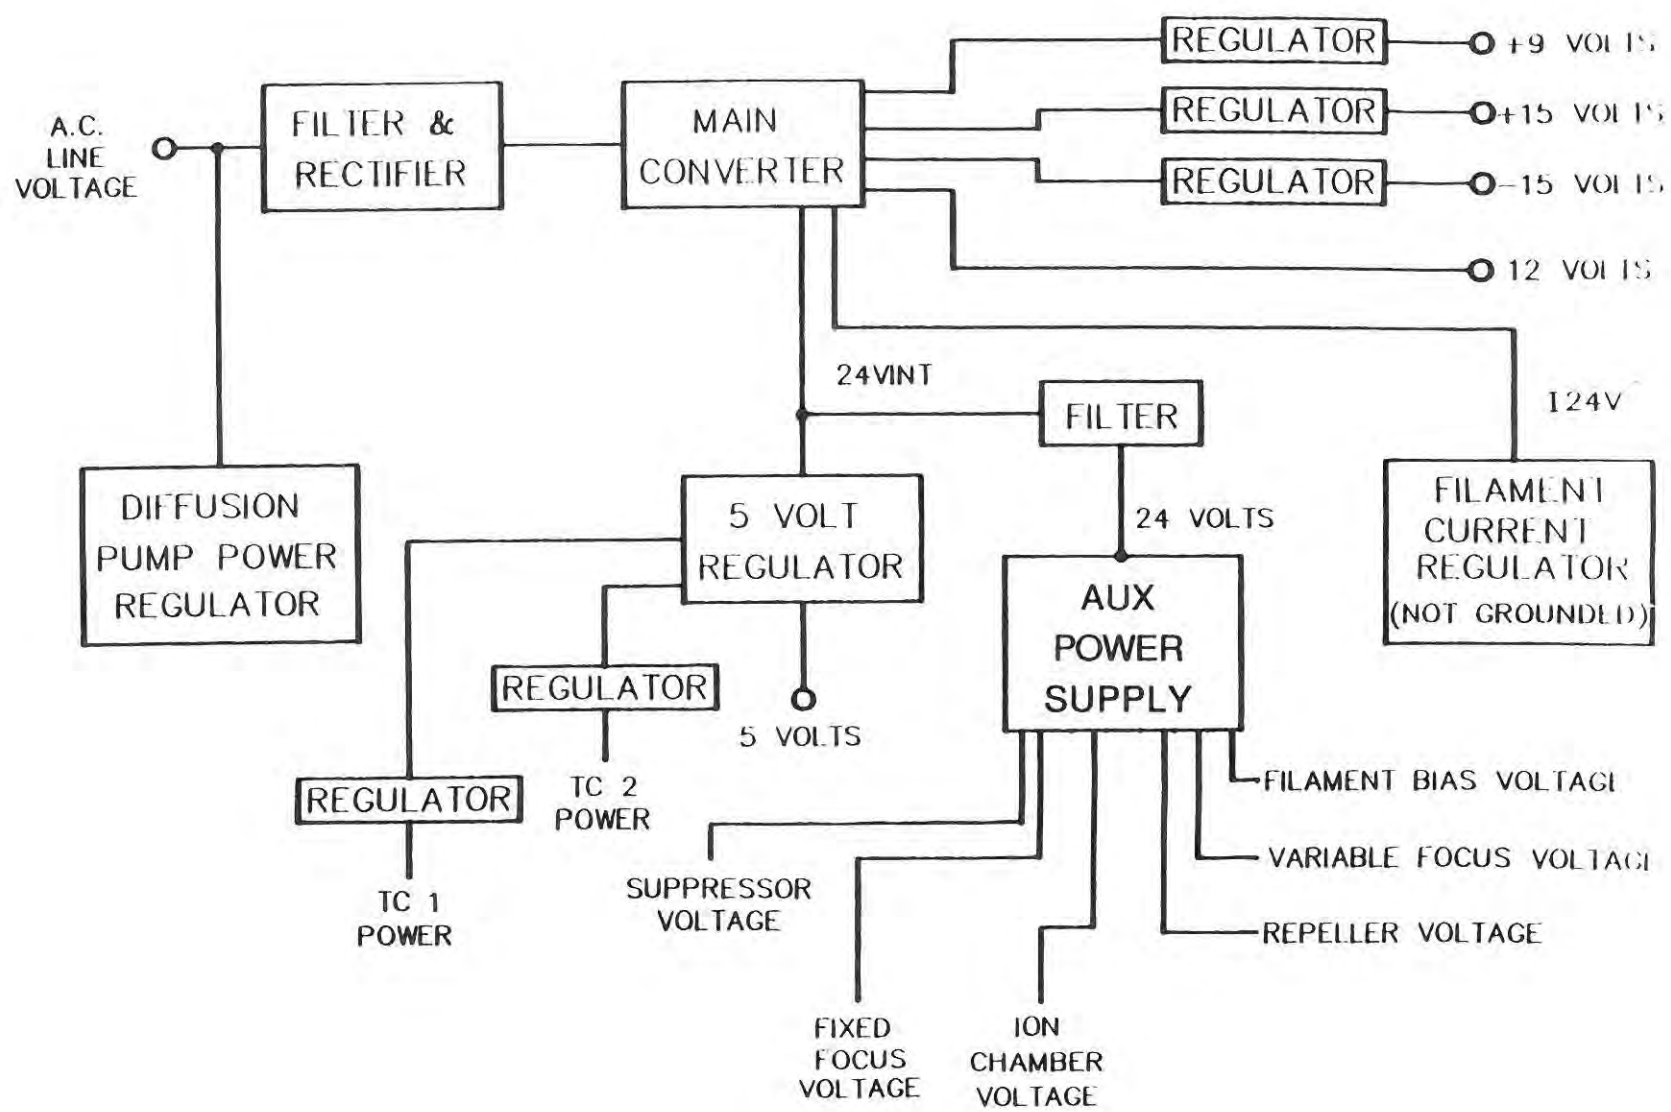 A.C.
LINE
VOLTAGE
FILTER &
RECTIFIER
MAIN
CONVERTER
REGULATOR
+9 VOLTS
REGULATOR
+15 VOLTS
REGULATOR
-15 VOLTS
12 VOLTS
24VINT
FILTER
I24V
DIFFUSION
PUMP POWER
REGULATOR
5 VOLT
REGULATOR
24 VOLTS
FILAMENT
CURRENT
REGULATOR
(NOT GROUNDED)
AUX
POWER
SUPPLY
REGULATOR
5 VOLTS
REGULATOR
TC 2
POWER
TC 1
POWER
SUPPRESSOR
VOLTAGE
FILAMENT BIAS VOLTAGE
VARIABLE FOCUS VOLTAGE
REPELLER VOLTAGE
FIXED
FOCUS
VOLTAGE
ION
CHAMBER
VOLTAGE